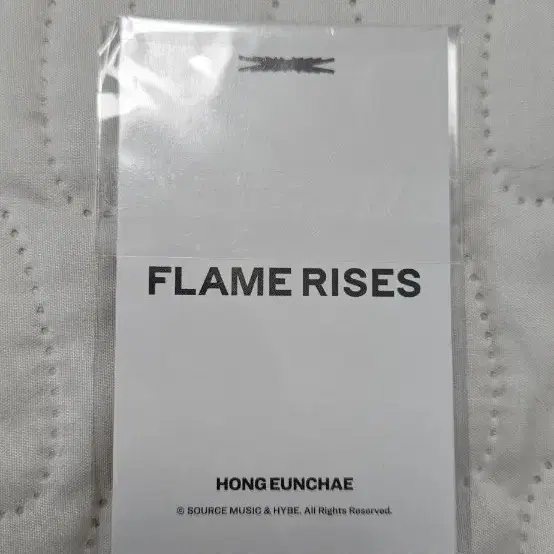 FLAME RISES
HONG EUNCHAE
© SOURCE MUSIC & HYBE. All Rights Reserved.